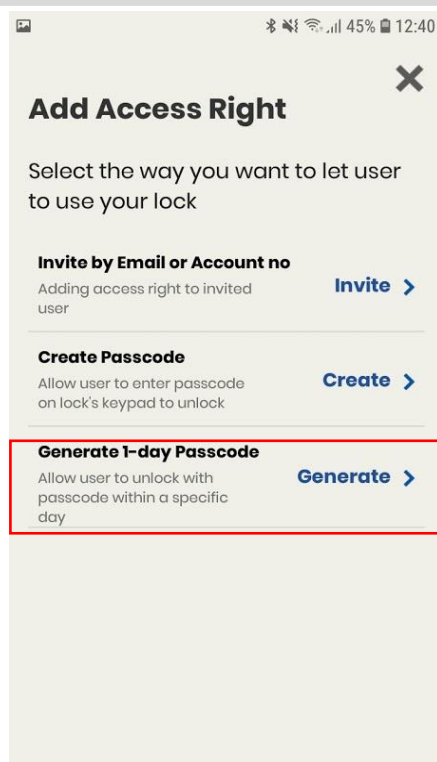 45% 12:40
Add Access Right
Select the way you want to let user
to use your lock
Invite by Email or Account no
Adding access right to invited
user
Invite
Create Passcode
Allow user to enter passcode
on lock's keypad to unlock
Create
Generate 1-day Passcode
Allow user to unlock with
passcode within a specific
day
Generate